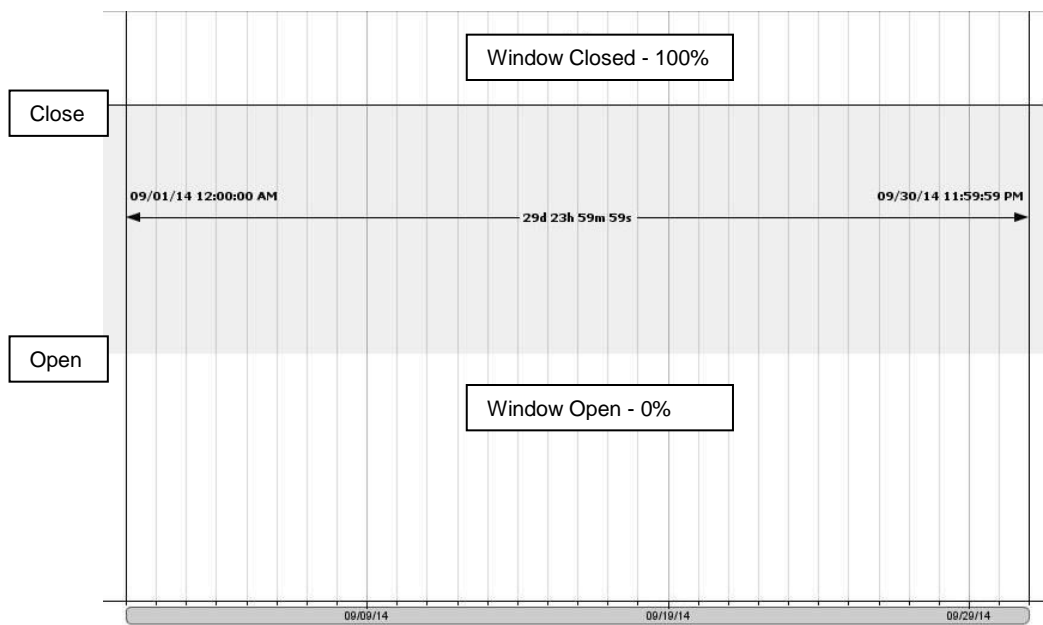 Window Closed - 100%
Close
09/01/14 12:00:00 AM
09/30/14 11:59:59 PM
29d 23h 59m 59s
Open
Window Open - 0%
09/09/14
09/19/14
09/29/14